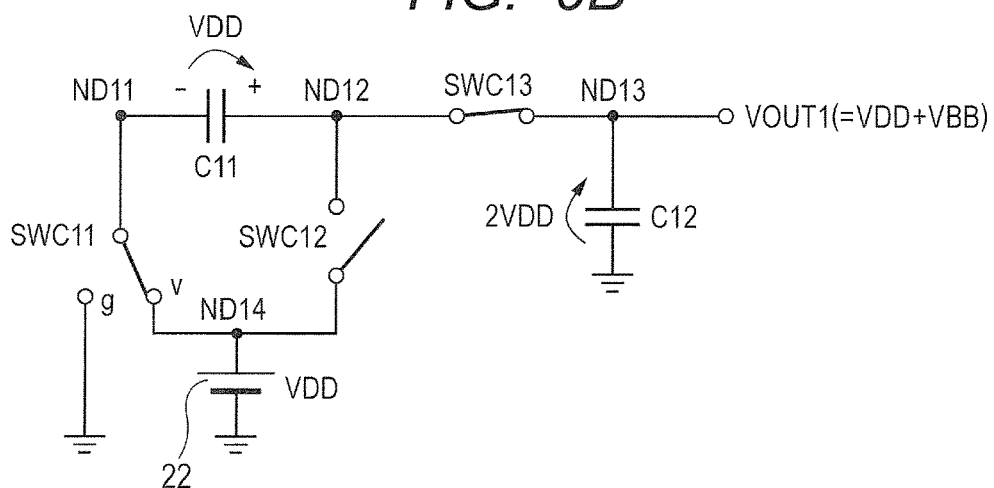 VDD
ND11
-
+
ND12
SWC13
ND13
VOUT1(=VDD+VBB)
C11
2VDD
C12
SWC11
SWC12
g
v
ND14
VDD
22